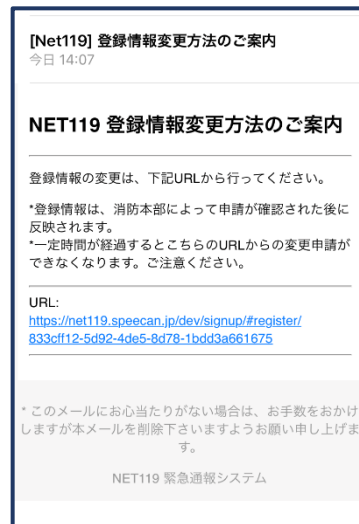 [Net119] 登録情報変更方法のご案内
今日 14:07
NET119 登録情報変更方法のご案内
登録情報の変更は、下記URLから行ってください。
*登録情報は、消防本部によって申請が確認された後に
反映されます。
*一定時間が経過するとこちらのURLからの変更申請が
できなくなります。ご注意ください。
URL:
https://net119.speecan.jp/dev/signup/#register/
833cff12-5d92-4de5-8d78-1bdd3a661675
* このメールにお心当たりがない場合は、お手数をおかけ
しますが本メールを削除下さいますようお願い申し上げま
す。
NET119 緊急通報システム